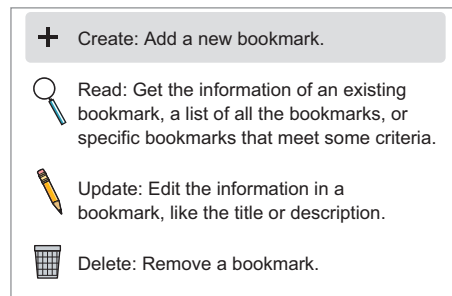 Create: Add a new bookmark.
Read: Get the information of an existing
bookmark, a list of all the bookmarks, or
specific bookmarks that meet some criteria.
Update: Edit the information in a
bookmark, like the title or description.
Delete: Remove a bookmark.